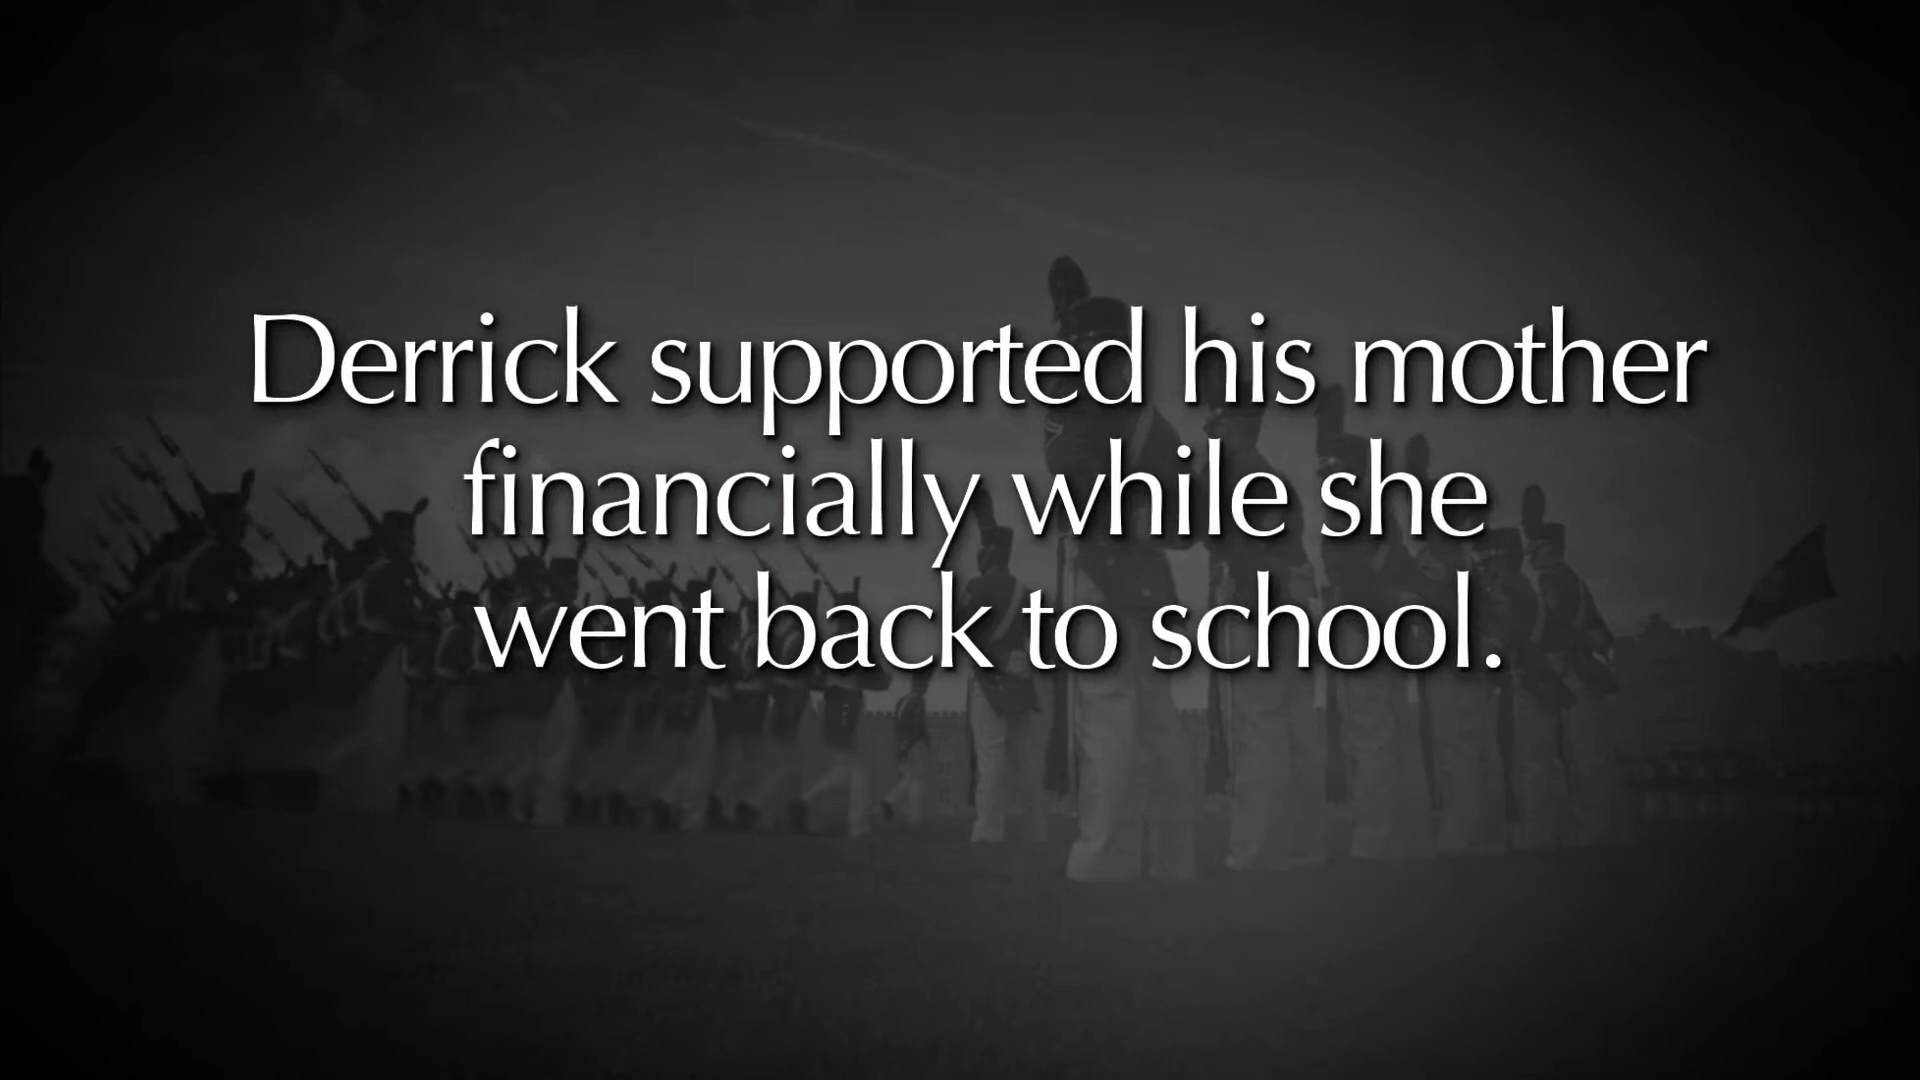 Derrick supported his mother
financially while she
went back to school.